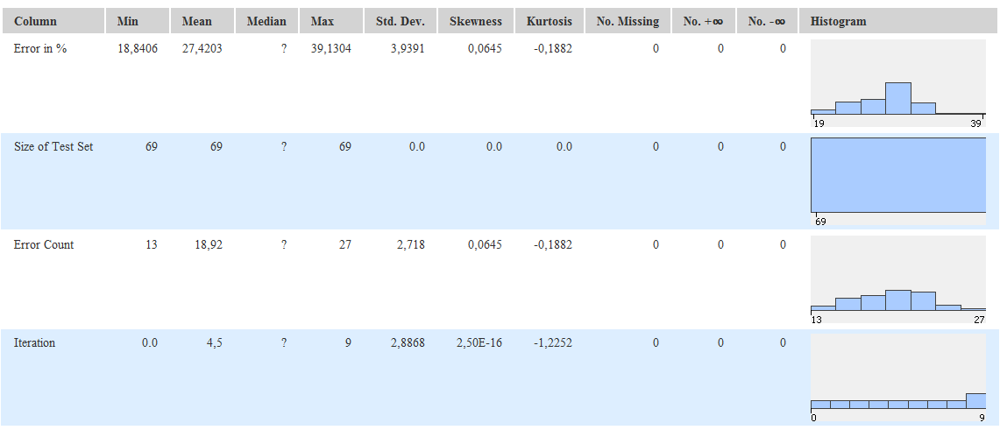 Column Min Mean Median Max Std. Dev. Skewness Kurtosis No. Missing No. +∞ No. -∞ Histogram
Error in % 18,8406 27,4203 ? 39,1304 3,9391 0,0645 -0,1882 0 0 0
19 39
Size of Test Set 69 69 ? 69 0.0 0.0 0.0 0 0 0
69
Error Count 13 18,92 ? 27 2,718 0,0645 -0,1882 0 0 0
13 27
Iteration 0.0 4,5 ? 9 2,8868 2,50E-16 -1,2252 0 0 0
0 9